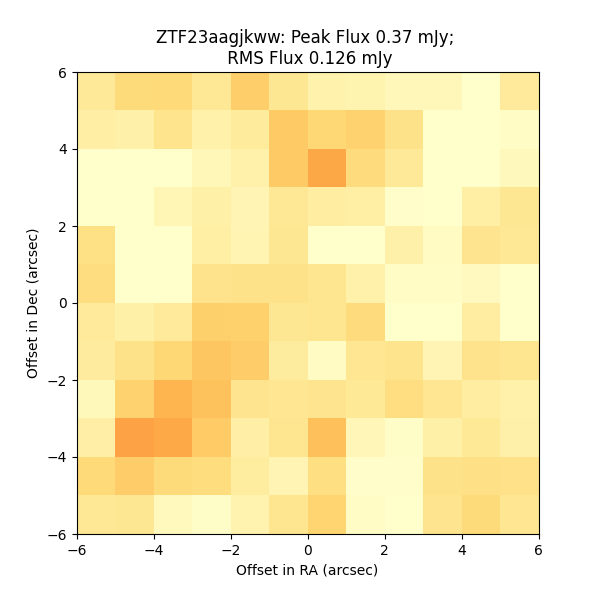 ZTF23aagjkww: Peak Flux 0.37 mJy;
RMS Flux 0.126 mJy
6
4
2
0
−2
−4
−6
Offset in Dec (arcsec)
−6 −4 −2 0 2 4 6
Offset in RA (arcsec)